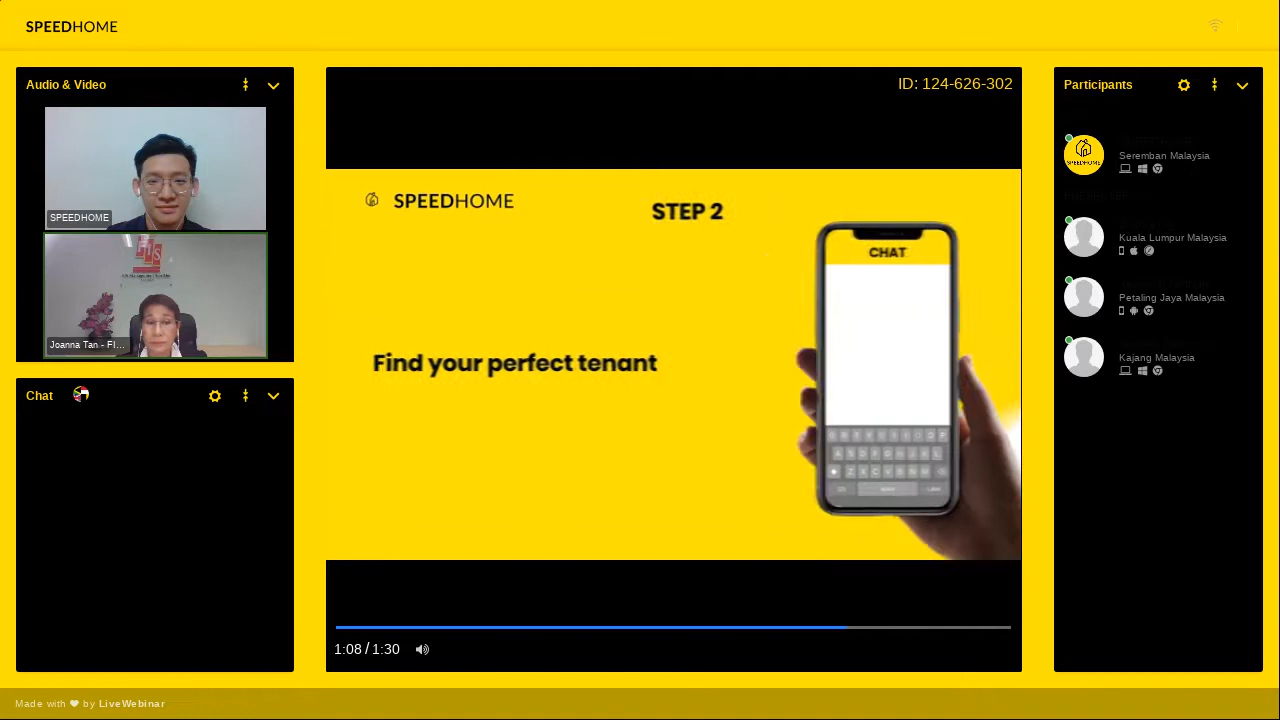 SPEEDHOME
Audio & Video
SPEEDHOME
Joanna Tan - FI...
Chat
ID: 124-626-302
SPEEDHOME
STEP 2
CHAT
Find your perfect tenant
1:08 / 1:30
Participants
SPEEDHOME
Seremban Malaysia
Kuala Lumpur Malaysia
Petaling Jaya Malaysia
Kajang Malaysia
Made with ❤ by LiveWebinar